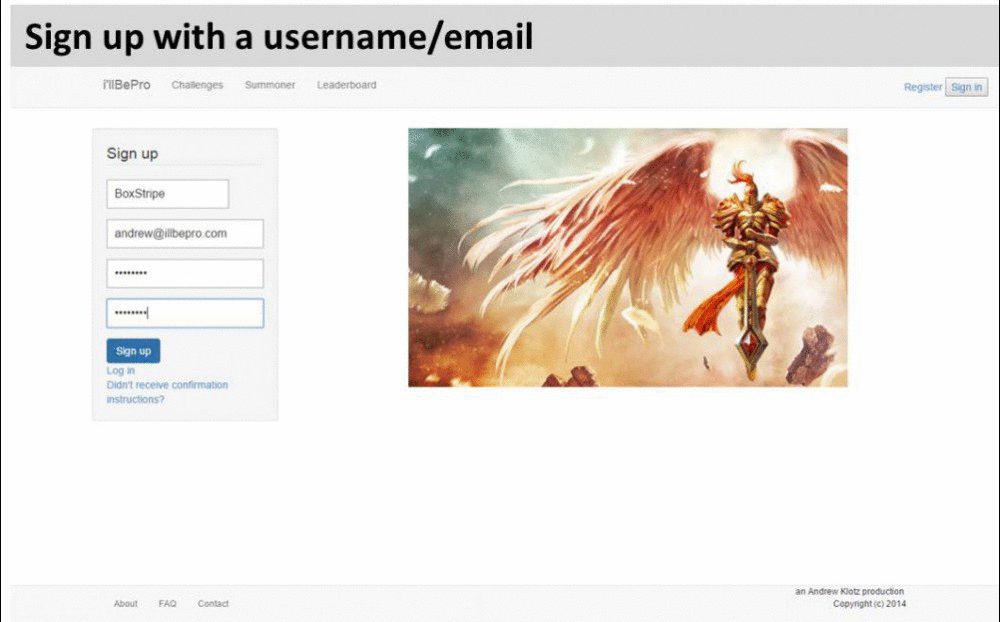 Sign up with a username/email
i'llBePro Challenges Summoner Leaderboard Register Sign in
Sign up
BoxStripe
andrew@illbepro.com
••••••••
••••••••
Sign up
Log in
Didn't receive confirmation
instructions?
About FAQ Contact
an Andrew Klotz production
Copyright (c) 2014